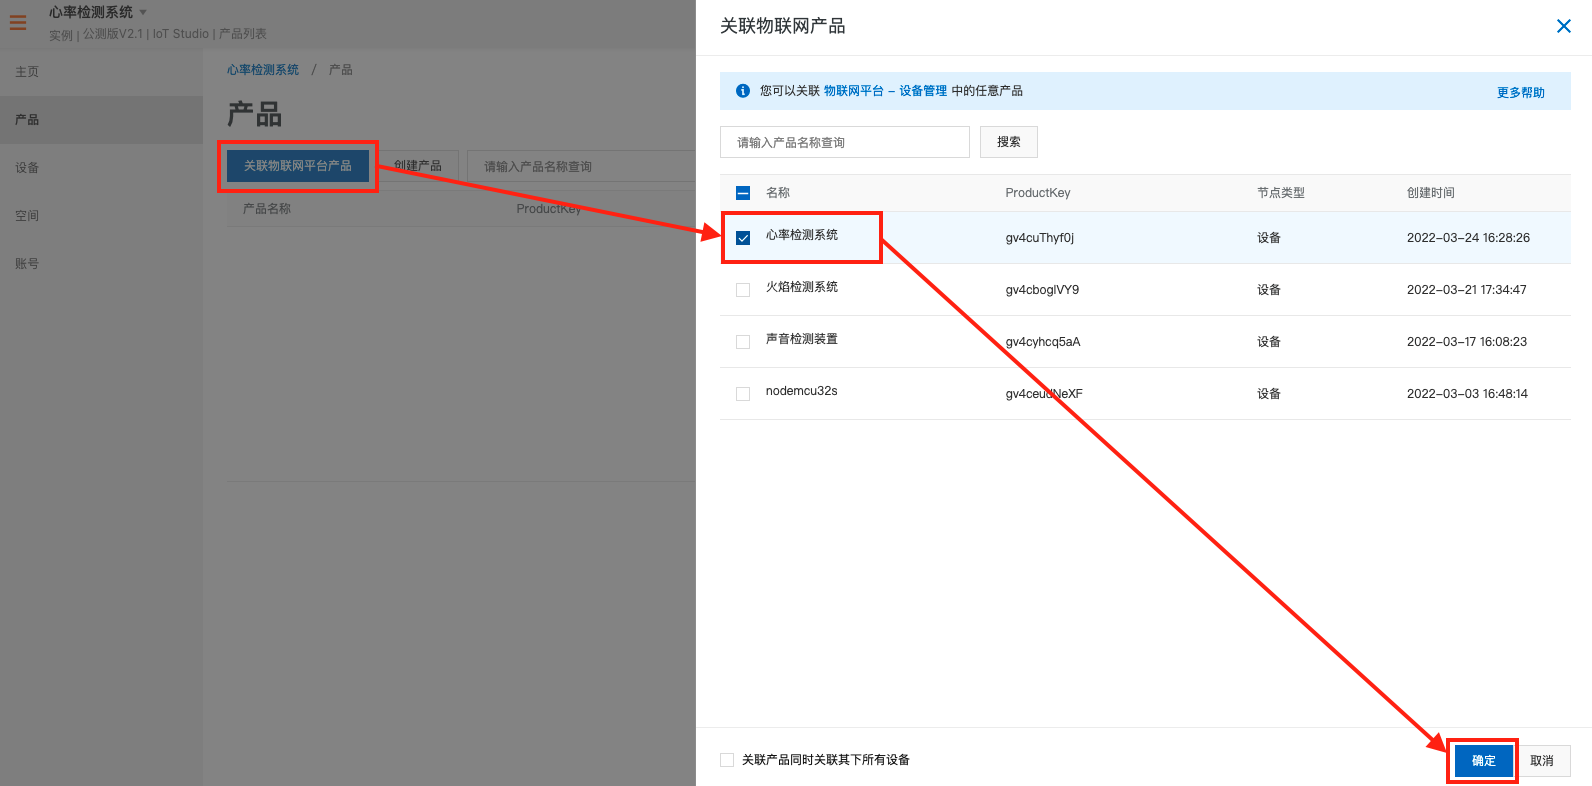 心率检测系统
实例 | 公测版V2.1 | IoT Studio | 产品列表
主页
产品
设备
空间
账号
心率检测系统 / 产品
产品
关联物联网平台产品 创建产品 请输入产品名称查询
产品名称 ProductKey
关联物联网产品
您可以关联 物联网平台 - 设备管理 中的任意产品 更多帮助
请输入产品名称查询 搜索
名称 ProductKey 节点类型 创建时间
心率检测系统 gv4cuThyf0j 设备 2022-03-24 16:28:26
火焰检测系统 gv4cboglVY9 设备 2022-03-21 17:34:47
声音检测装置 gv4cyhcq5aA 设备 2022-03-17 16:08:23
nodemcu32s gv4ceudNeXF 设备 2022-03-03 16:48:14
关联产品同时关联其下所有设备
确定 取消